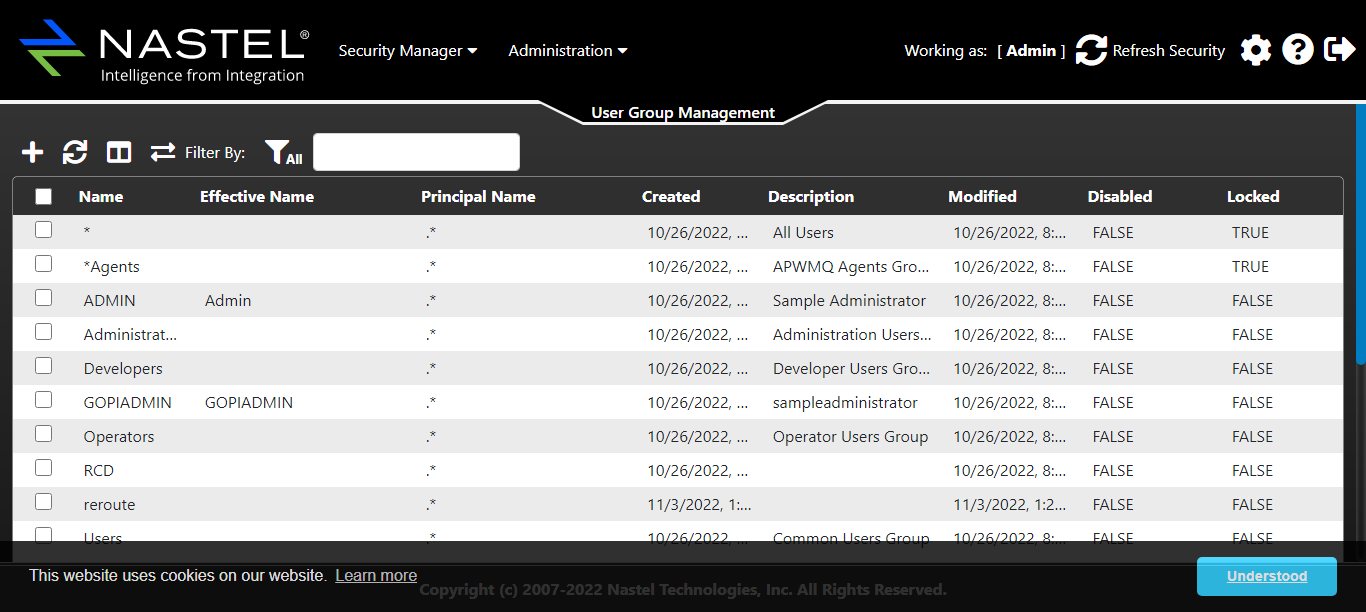 NASTEL®
Intelligence from Integration
Security Manager
Administration
Working as: [ Admin ]
Refresh Security
User Group Management
Filter By:
All
Name Effective Name Principal Name Created Description Modified Disabled Locked
* .* 10/26/2022, ... All Users 10/26/2022, 8:... FALSE TRUE
*Agents .* 10/26/2022, ... APWMQ Agents Gro... 10/26/2022, 8:... FALSE TRUE
ADMIN Admin .* 10/26/2022, ... Sample Administrator 10/26/2022, 8:... FALSE FALSE
Administrat... .* 10/26/2022, ... Administration Users... 10/26/2022, 8:... FALSE FALSE
Developers .* 10/26/2022, ... Developer Users Gro... 10/26/2022, 8:... FALSE FALSE
GOPIADMIN GOPIADMIN .* 10/26/2022, ... sampleadministrator 10/26/2022, 8:... FALSE FALSE
Operators .* 10/26/2022, ... Operator Users Group 10/26/2022, 8:... FALSE FALSE
RCD .* 10/26/2022, ... 10/26/2022, 8:... FALSE FALSE
reroute .* 11/3/2022, 1:... 11/3/2022, 1:2... FALSE FALSE
Users .* 10/26/2022, ... Common Users Group 10/26/2022, 8:... FALSE FALSE
This website uses cookies on our website. Learn more
Understood
Copyright (c) 2007-2022 Nastel Technologies, Inc. All Rights Reserved.